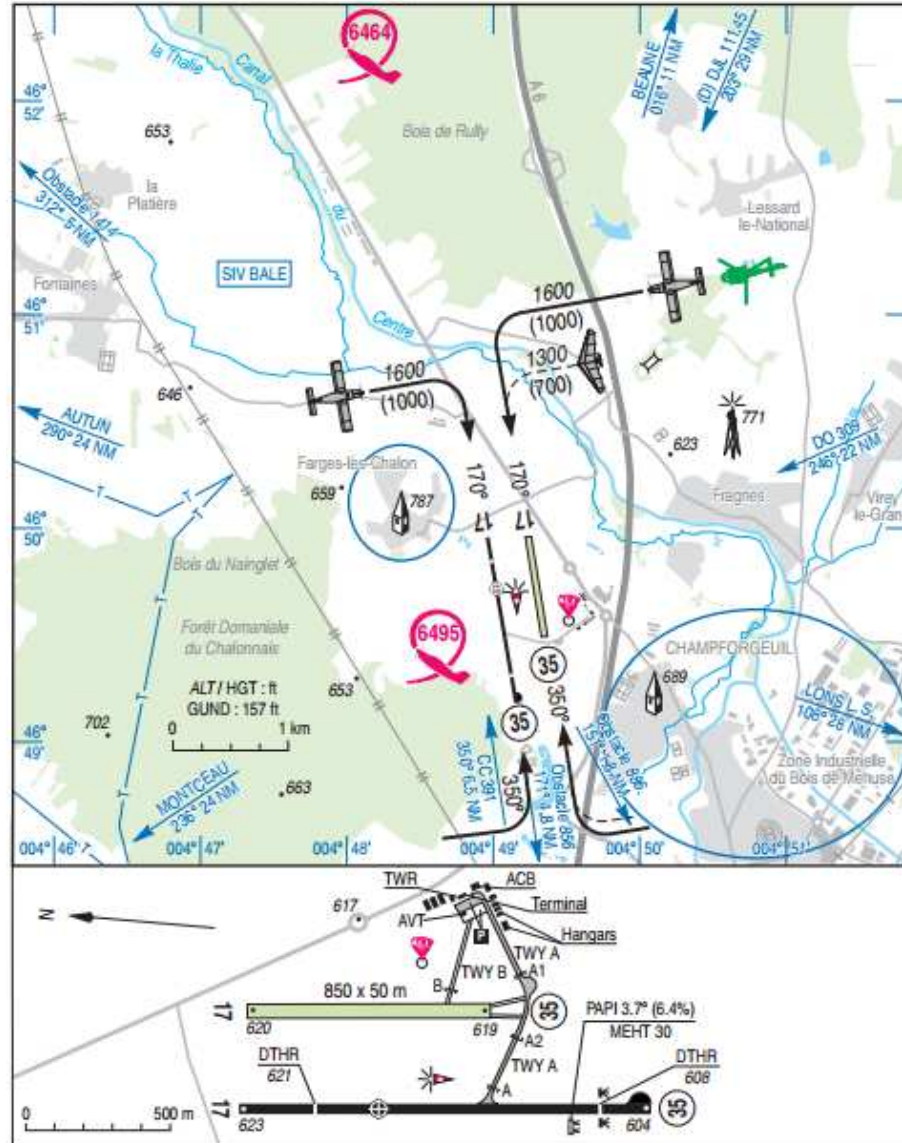 6464
la Thalie
Canal
du
Centre
A 6
BEAUNE
016° 11 NM
(D) DJL 111.45
203° 29 NM
46°
52'
653
Bois de Rully
la
Platière
Obstacle 1414
312° 5 NM
Lessard
le-National
SIV BALE
Fontaines
46°
51'
1600
(1000)
1300
(700)
1600
(1000)
646
771
623
AUTUN
290° 24 NM
DO 309
246° 22 NM
Farges-lès-Chalon
659
787
170°
170°
Fragnes
Virey
le-Gran
46°
50'
17
17
T
T
T
T
T
Bois du Nainglet
Forêt Domaniale
du Chalonnais
6495
CHAMPFORGEUIL
35
689
653
ALT / HGT : ft
GUND : 157 ft
0
1 km
702
35
350°
LONS L. S.
106° 28 NM
46°
49'
663
MONTCEAU
236° 24 NM
CC 391
350° 6.5 NM
350°
Obstacle 856
Obstacle 886
Zone Industrielle
du Bois de Menuse
004° 46'
004° 47'
004° 48'
004° 49'
004° 50'
004° 51'
N
617
TWR
ACB
Terminal
AVT
P
Hangars
TWY A
TWY B
A1
B
850 x 50 m
17
620
619
35
PAPI 3.7° (6.4%)
MEHT 30
A2
DTHR
621
TWY A
DTHR
608
A
17
623
604
35
0
500 m